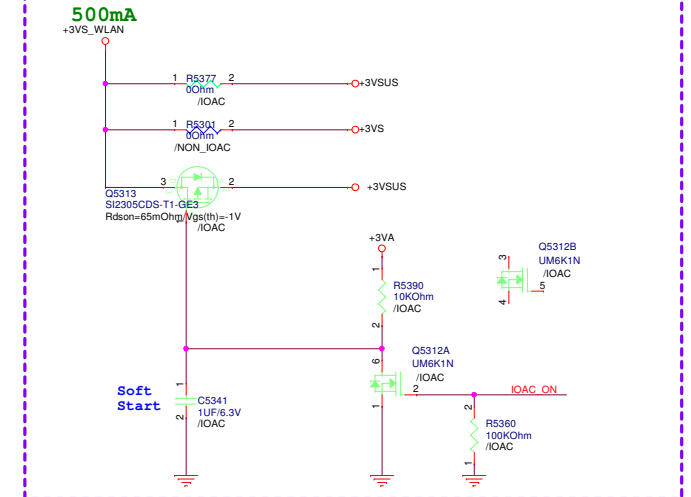 500mA
+3VS_WLAN
1 R5377 2
0Ohm
/IOAC
+3VSUS
1 R5301 2
0Ohm
/NON_IOAC
+3VS
3 2
+3VSUS
Q5313
SI2305CDS-T1-GE3
Rdson=65mOhm/Vgs(th)=-1V
1
/IOAC
+3VA
1
R5390
10KOhm
/IOAC
2
Q5312B
UM6K1N
/IOAC
3
5
4
Q5312A
UM6K1N
/IOAC
6
2
1
IOAC_ON
Soft
Start
1
C5341
1UF/6.3V
/IOAC
2
2
R5360
100KOhm
/IOAC
1